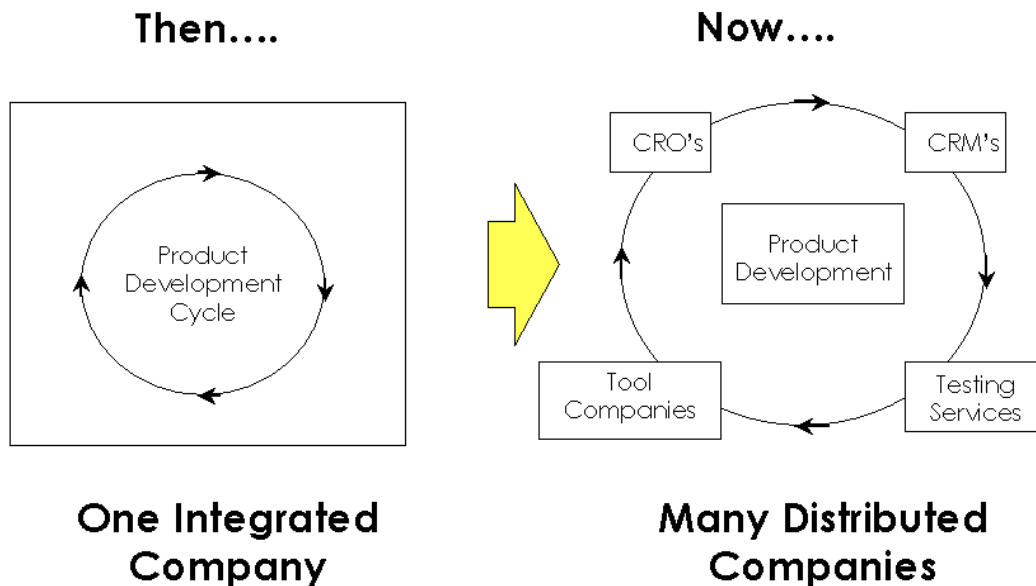 Then....
Now....
Product
Development
Cycle
CRO's
CRM's
Product
Development
Tool
Companies
Testing
Services
One Integrated
Company
Many Distributed
Companies